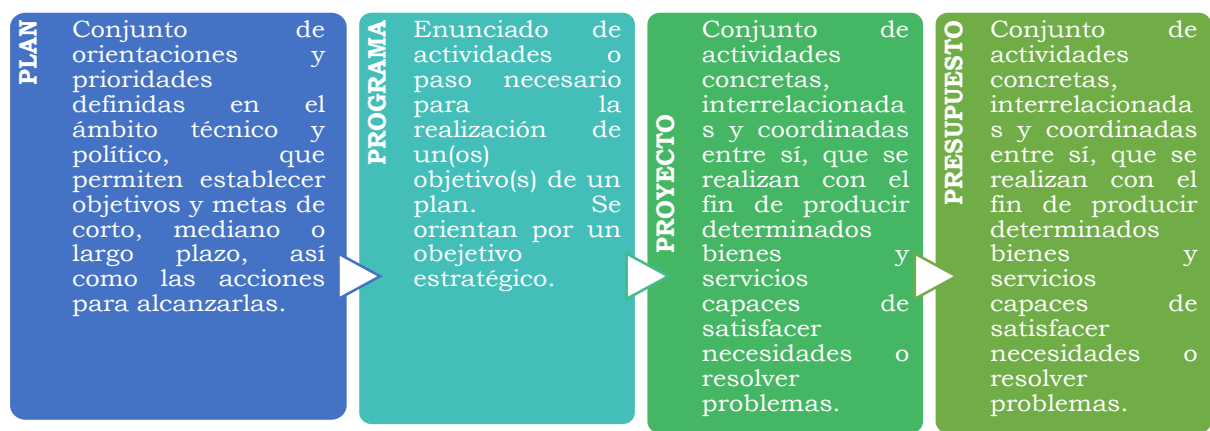 PLAN
Conjunto de
orientaciones y
prioridades
definidas en el
ámbito técnico y
político, que
permiten establecer
objetivos y metas de
corto, mediano o
largo plazo, así
como las acciones
para alcanzarlas.
PROGRAMA
Enunciado de
actividades o
paso necesario
para la
realización de
un(os)
objetivo(s) de un
plan. Se
orientan por un
obejetivo
estratégico.
PROYECTO
Conjunto de
actividades
concretas,
interrelacionada
s y coordinadas
entre sí, que se
realizan con el
fin de producir
determinados
bienes y
servicios
capaces de
satisfacer
necesidades o
resolver
problemas.
PRESUPUESTO
Conjunto de
actividades
concretas,
interrelacionada
s y coordinadas
entre sí, que se
realizan con el
fin de producir
determinados
bienes y
servicios
capaces de
satisfacer
necesidades o
resolver
problemas.